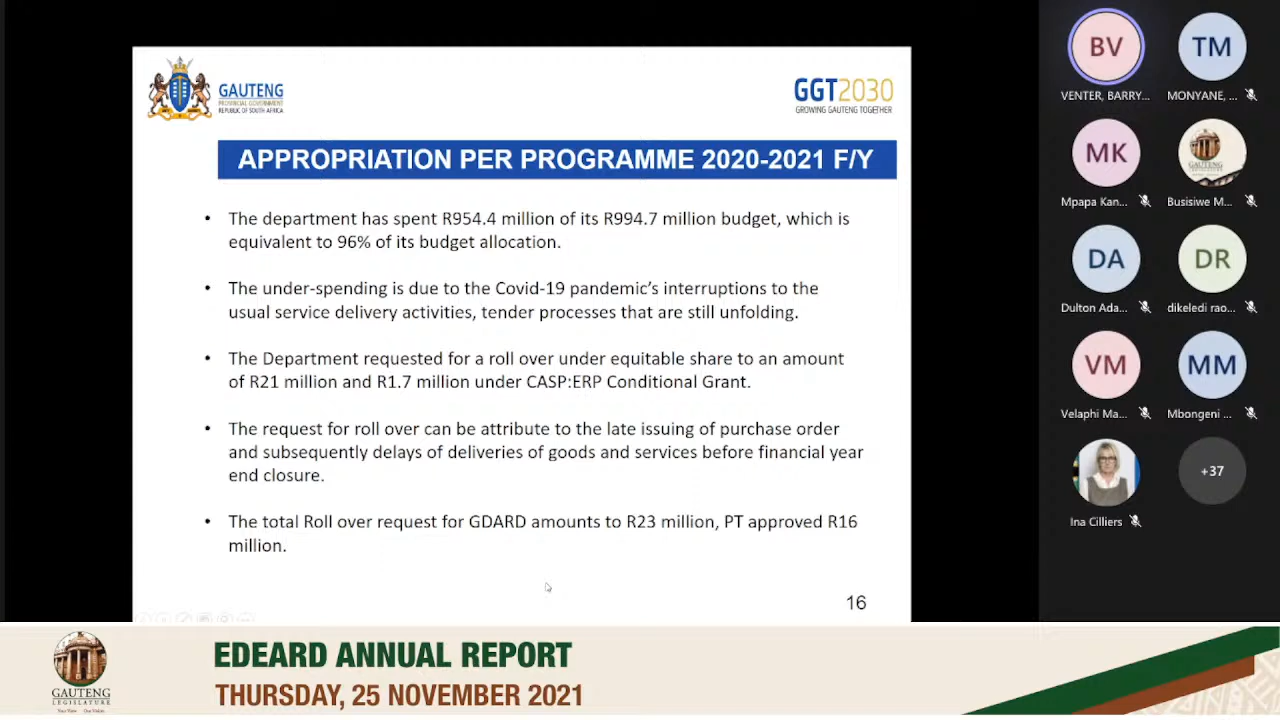 GAUTENG
PROVINCIAL GOVERNMENT
REPUBLIC OF SOUTH AFRICA
GGT2030
GROWING GAUTENG TOGETHER
APPROPRIATION PER PROGRAMME 2020-2021 F/Y
• The department has spent R954.4 million of its R994.7 million budget, which is
equivalent to 96% of its budget allocation.
• The under-spending is due to the Covid-19 pandemic's interruptions to the
usual service delivery activities, tender processes that are still unfolding.
• The Department requested for a roll over under equitable share to an amount
of R21 million and R1.7 million under CASP:ERP Conditional Grant.
• The request for roll over can be attribute to the late issuing of purchase order
and subsequently delays of deliveries of goods and services before financial year
end closure.
• The total Roll over request for GDARD amounts to R23 million, PT approved R16
million.
16
BV
TM
VENTER, BARRY...
MONYANE, ...
MK
GAUTENG
Mpapa Kan...
Busisiwe M...
DA
DR
Dulton Ada...
dikeledi rao...
VM
MM
Velaphi Ma...
Mbongeni ...
+37
Ina Cilliers
EDEARD ANNUAL REPORT
THURSDAY, 25 NOVEMBER 2021
GAUTENG
LEGISLATURE